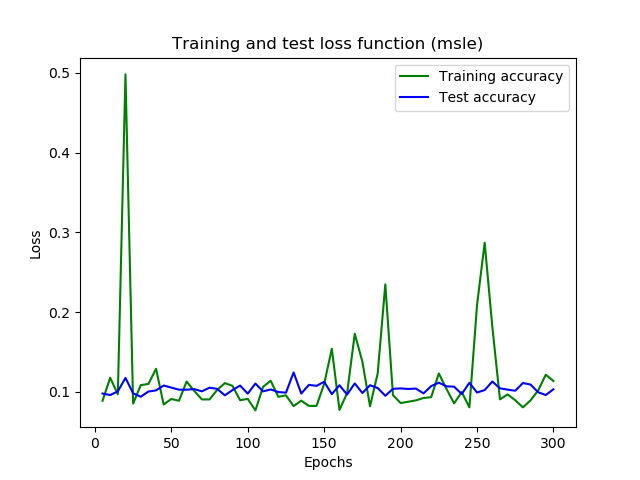 Training and test loss function (msle)
Training accuracy
Test accuracy
0.5
0.4
0.3
0.2
0.1
Loss
0
50
100
150
200
250
300
Epochs